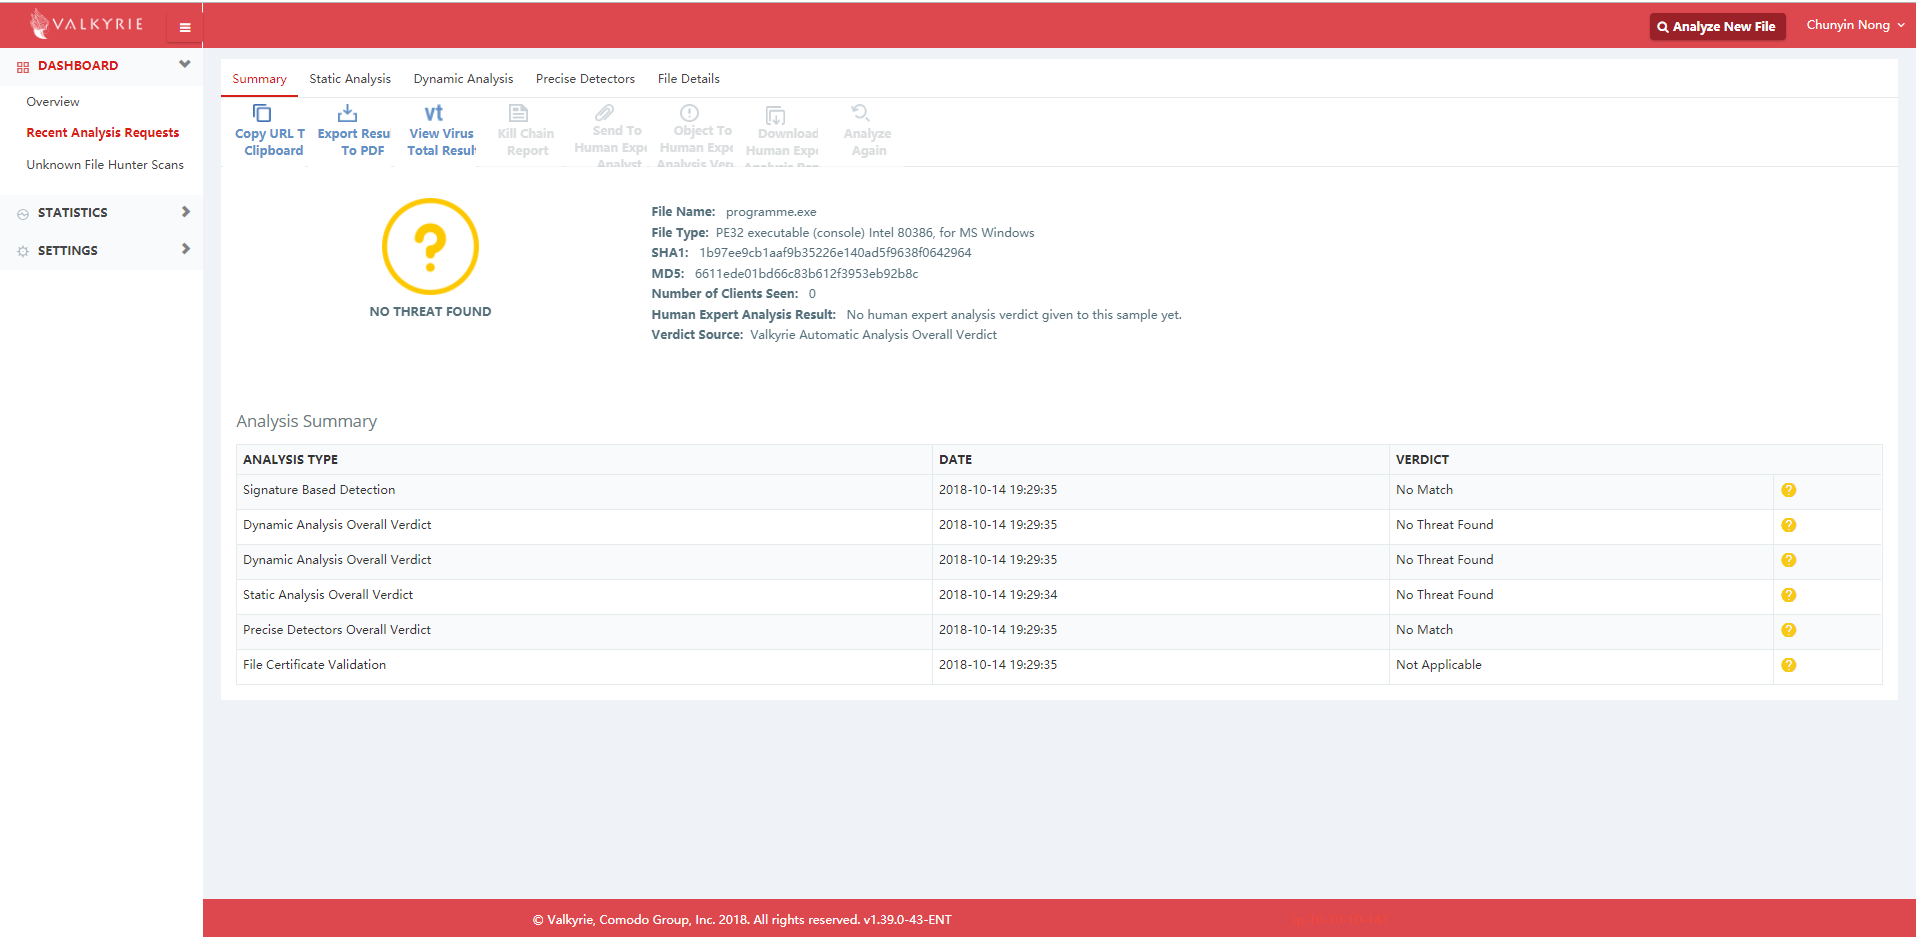 VALKYRIE
Analyze New File
Chunyin Nong
DASHBOARD
Overview
Recent Analysis Requests
Unknown File Hunter Scans
STATISTICS
SETTINGS
Summary Static Analysis Dynamic Analysis Precise Detectors File Details
Copy URL T
Clipboard
Export Resu
To PDF
vt
View Virus
Total Result
Kill Chain
Report
Send To
Human Expe
Analyst
Object To
Human Expe
Analysis Ver
Download
Human Expe
Analyze
Again
?
NO THREAT FOUND
File Name: programme.exe
File Type: PE32 executable (console) Intel 80386, for MS Windows
SHA1: 1b97ee9cb1aaf9b35226e140ad5f9638f0642964
MD5: 6611ede01bd66c83b612f3953eb92b8c
Number of Clients Seen: 0
Human Expert Analysis Result: No human expert analysis verdict given to this sample yet.
Verdict Source: Valkyrie Automatic Analysis Overall Verdict
Analysis Summary
ANALYSIS TYPE DATE VERDICT
Signature Based Detection 2018-10-14 19:29:35 No Match ?
Dynamic Analysis Overall Verdict 2018-10-14 19:29:35 No Threat Found ?
Dynamic Analysis Overall Verdict 2018-10-14 19:29:35 No Threat Found ?
Static Analysis Overall Verdict 2018-10-14 19:29:34 No Threat Found ?
Precise Detectors Overall Verdict 2018-10-14 19:29:35 No Match ?
File Certificate Validation 2018-10-14 19:29:35 Not Applicable ?
© Valkyrie, Comodo Group, Inc. 2018. All rights reserved. v1.39.0-43-ENT